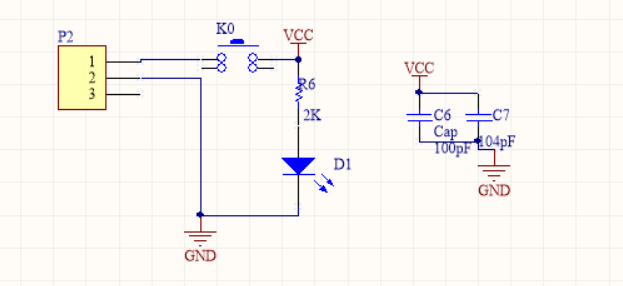 P2
1
2
3
K0
VCC
R6
2K
D1
GND
VCC
C6
Cap
100pF
C7
104pF
GND